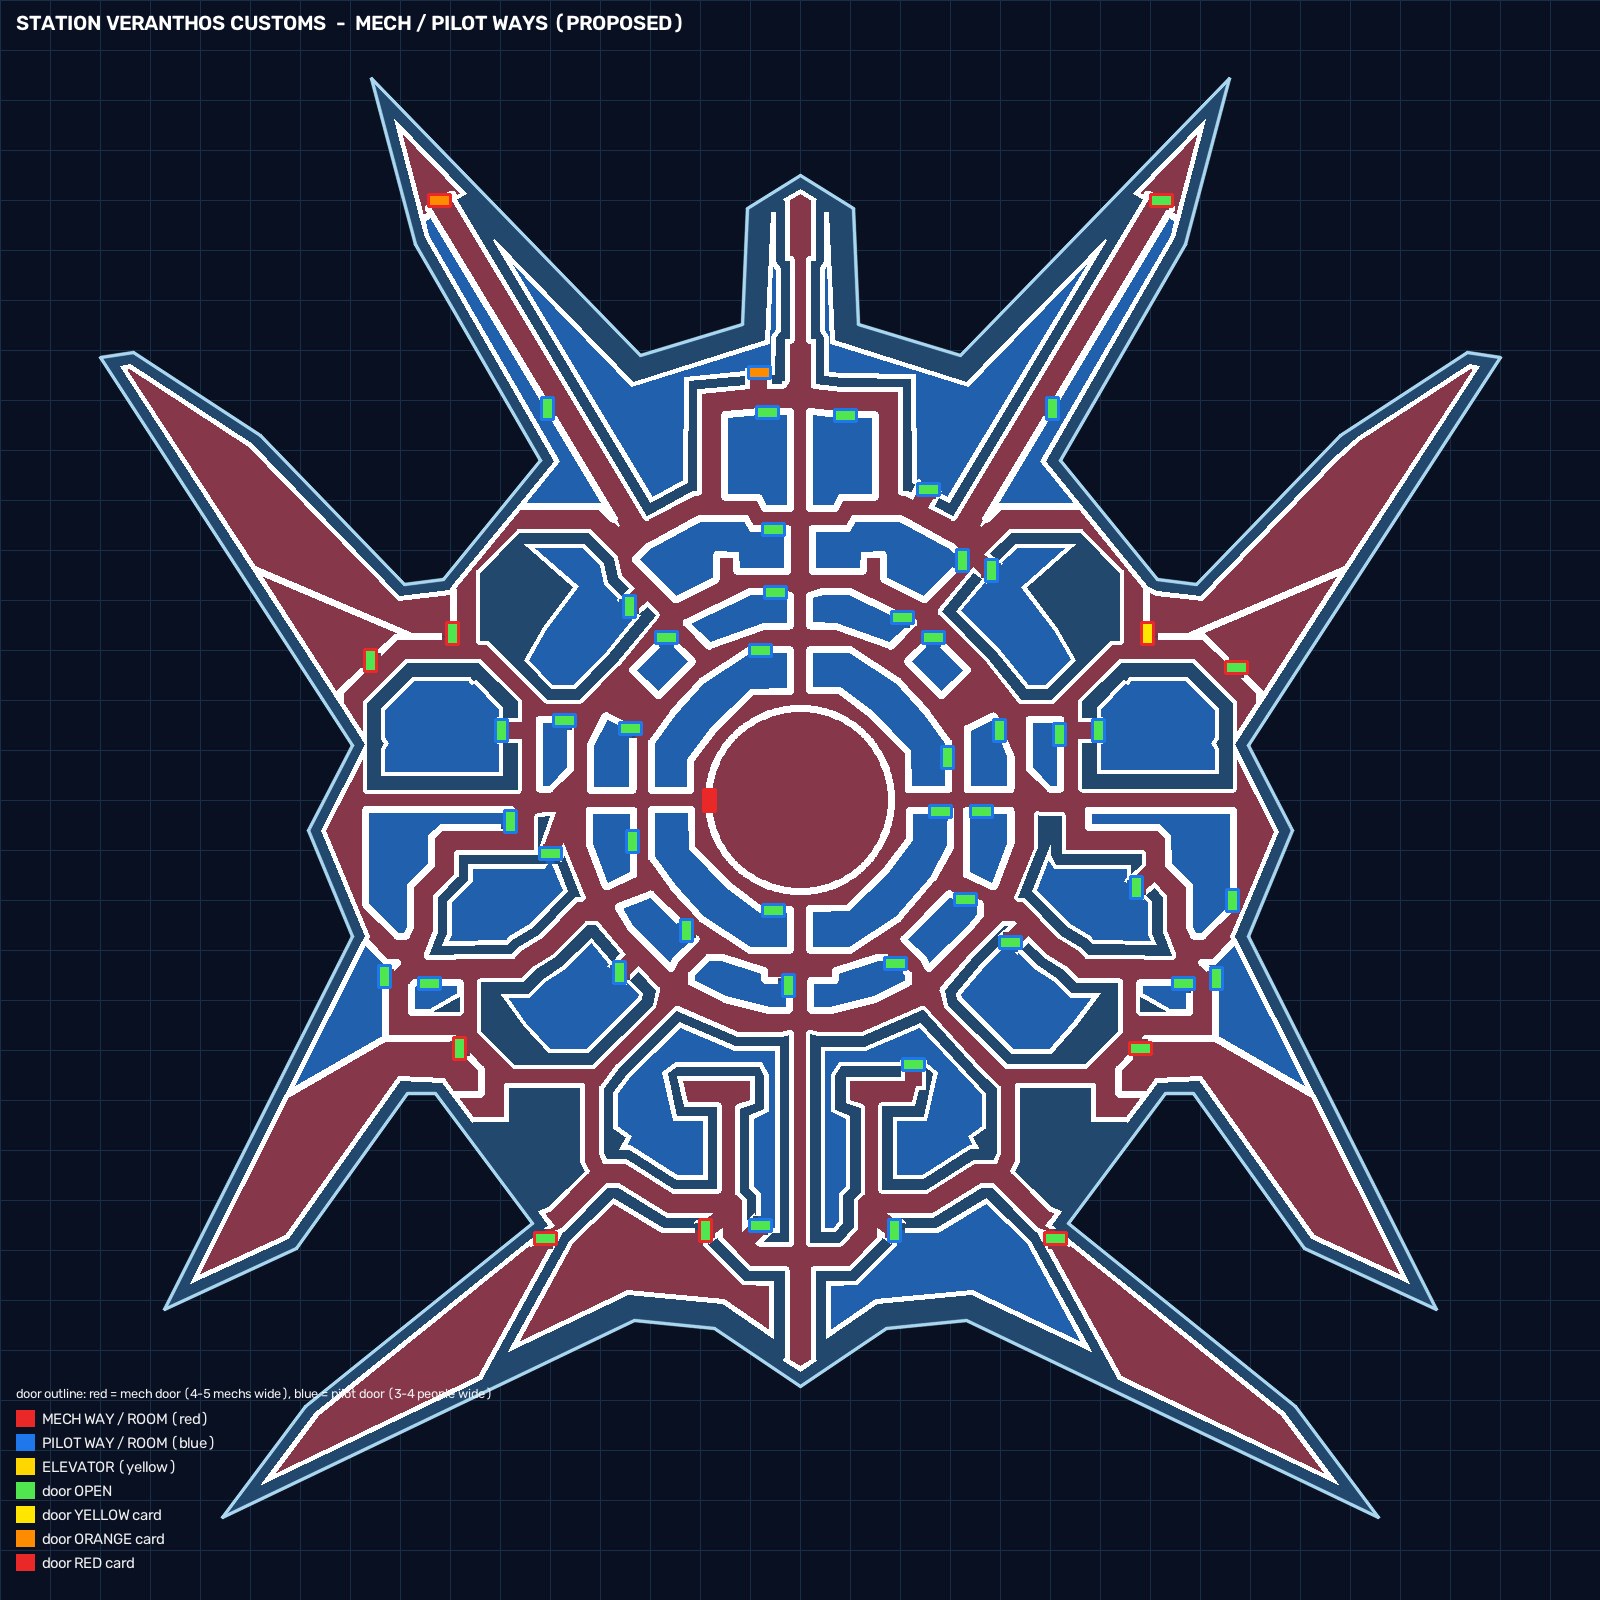 STATION VERANTHOS CUSTOMS - MECH / PILOT WAYS (PROPOSED)
door outline: red = mech door (4-5 mechs wide), blue = pilot door (3-4 people wide)
MECH WAY / ROOM (red)
PILOT WAY / ROOM (blue)
ELEVATOR (yellow)
door OPEN
door YELLOW card
door ORANGE card
door RED card